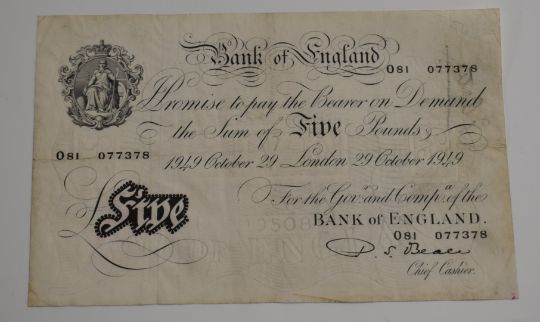 Bank of England
O81 077378
I Promise to pay the Bearer on Demand
the Sum of Five Pounds
O81 077378
1949 October 29 London 29 October 1949
For the Gov.r and Comp.a of the
BANK of ENGLAND.
£ Five
O81 077378
P. S. Beale
Chief Cashier.